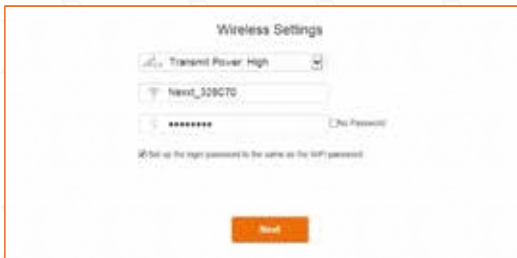 Wireless Settings
Transmit Power High
Nexxt_329C70
••••••••
No Password
Set up the login password to the same as the WiFi password
Next